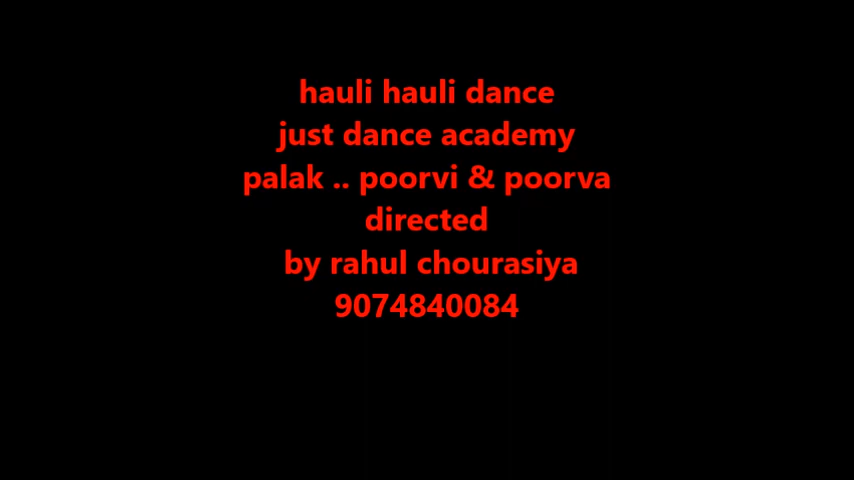 hauli hauli dance
just dance academy
palak .. poorvi & poorva
directed
by rahul chourasiya
9074840084